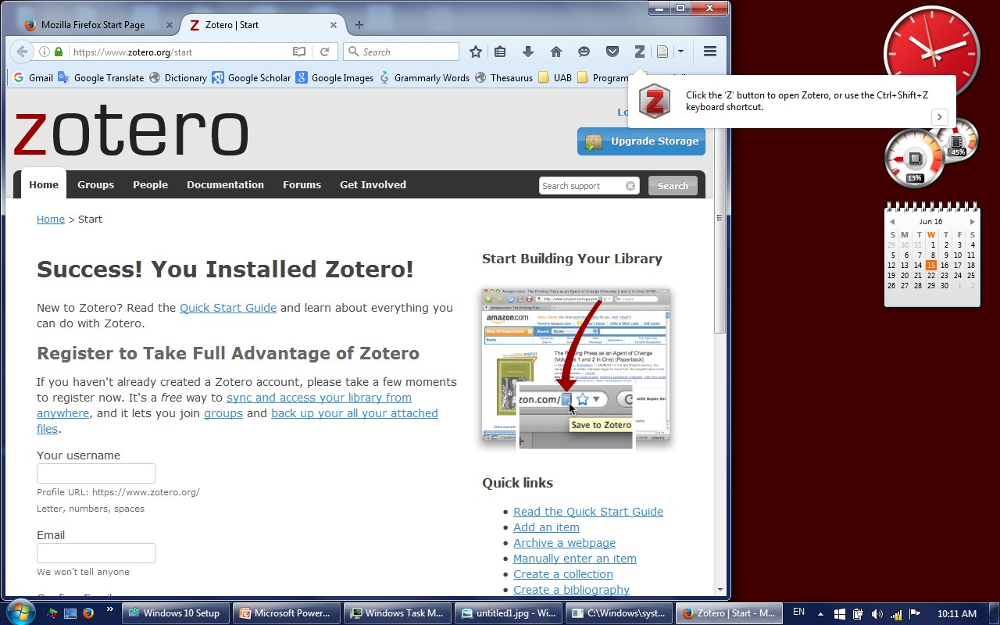 Mozilla Firefox Start Page
Zotero | Start
https://www.zotero.org/start
Search
Gmail
Google Translate
Dictionary
Google Scholar
Google Images
Grammarly Words
Thesaurus
UAB
Program
Click the 'Z' button to open Zotero, or use the Ctrl+Shift+Z
keyboard shortcut.
zotero
Lo
Upgrade Storage
Home
Groups
People
Documentation
Forums
Get Involved
Search support
Search
Home > Start
Success! You Installed Zotero!
New to Zotero? Read the Quick Start Guide and learn about everything you
can do with Zotero.
Register to Take Full Advantage of Zotero
If you haven't already created a Zotero account, please take a few moments
to register now. It's a free way to sync and access your library from
anywhere, and it lets you join groups and back up your all your attached
files.
Your username
Profile URL: https://www.zotero.org/
Letter, numbers, spaces
Email
We won't tell anyone
Start Building Your Library
amazon.com
Books
The Printing Press as an Agent of Change
(Volumes 1 and 2 in One) (Paperback)
zon.com/
Save to Zotero
Quick links
Read the Quick Start Guide
Add an item
Archive a webpage
Manually enter an item
Create a collection
Create a bibliography
45%
13%
Jun 16
S M T W T F S
29 30 31 1 2 3 4
5 6 7 8 9 10 11
12 13 14 15 16 17 18
19 20 21 22 23 24 25
26 27 28 29 30 1 2
Windows 10 Setup
Microsoft Power...
Windows Task M...
untitled1.jpg - Wi...
C:\Windows\syst...
Zotero | Start - M...
EN
10:11 AM